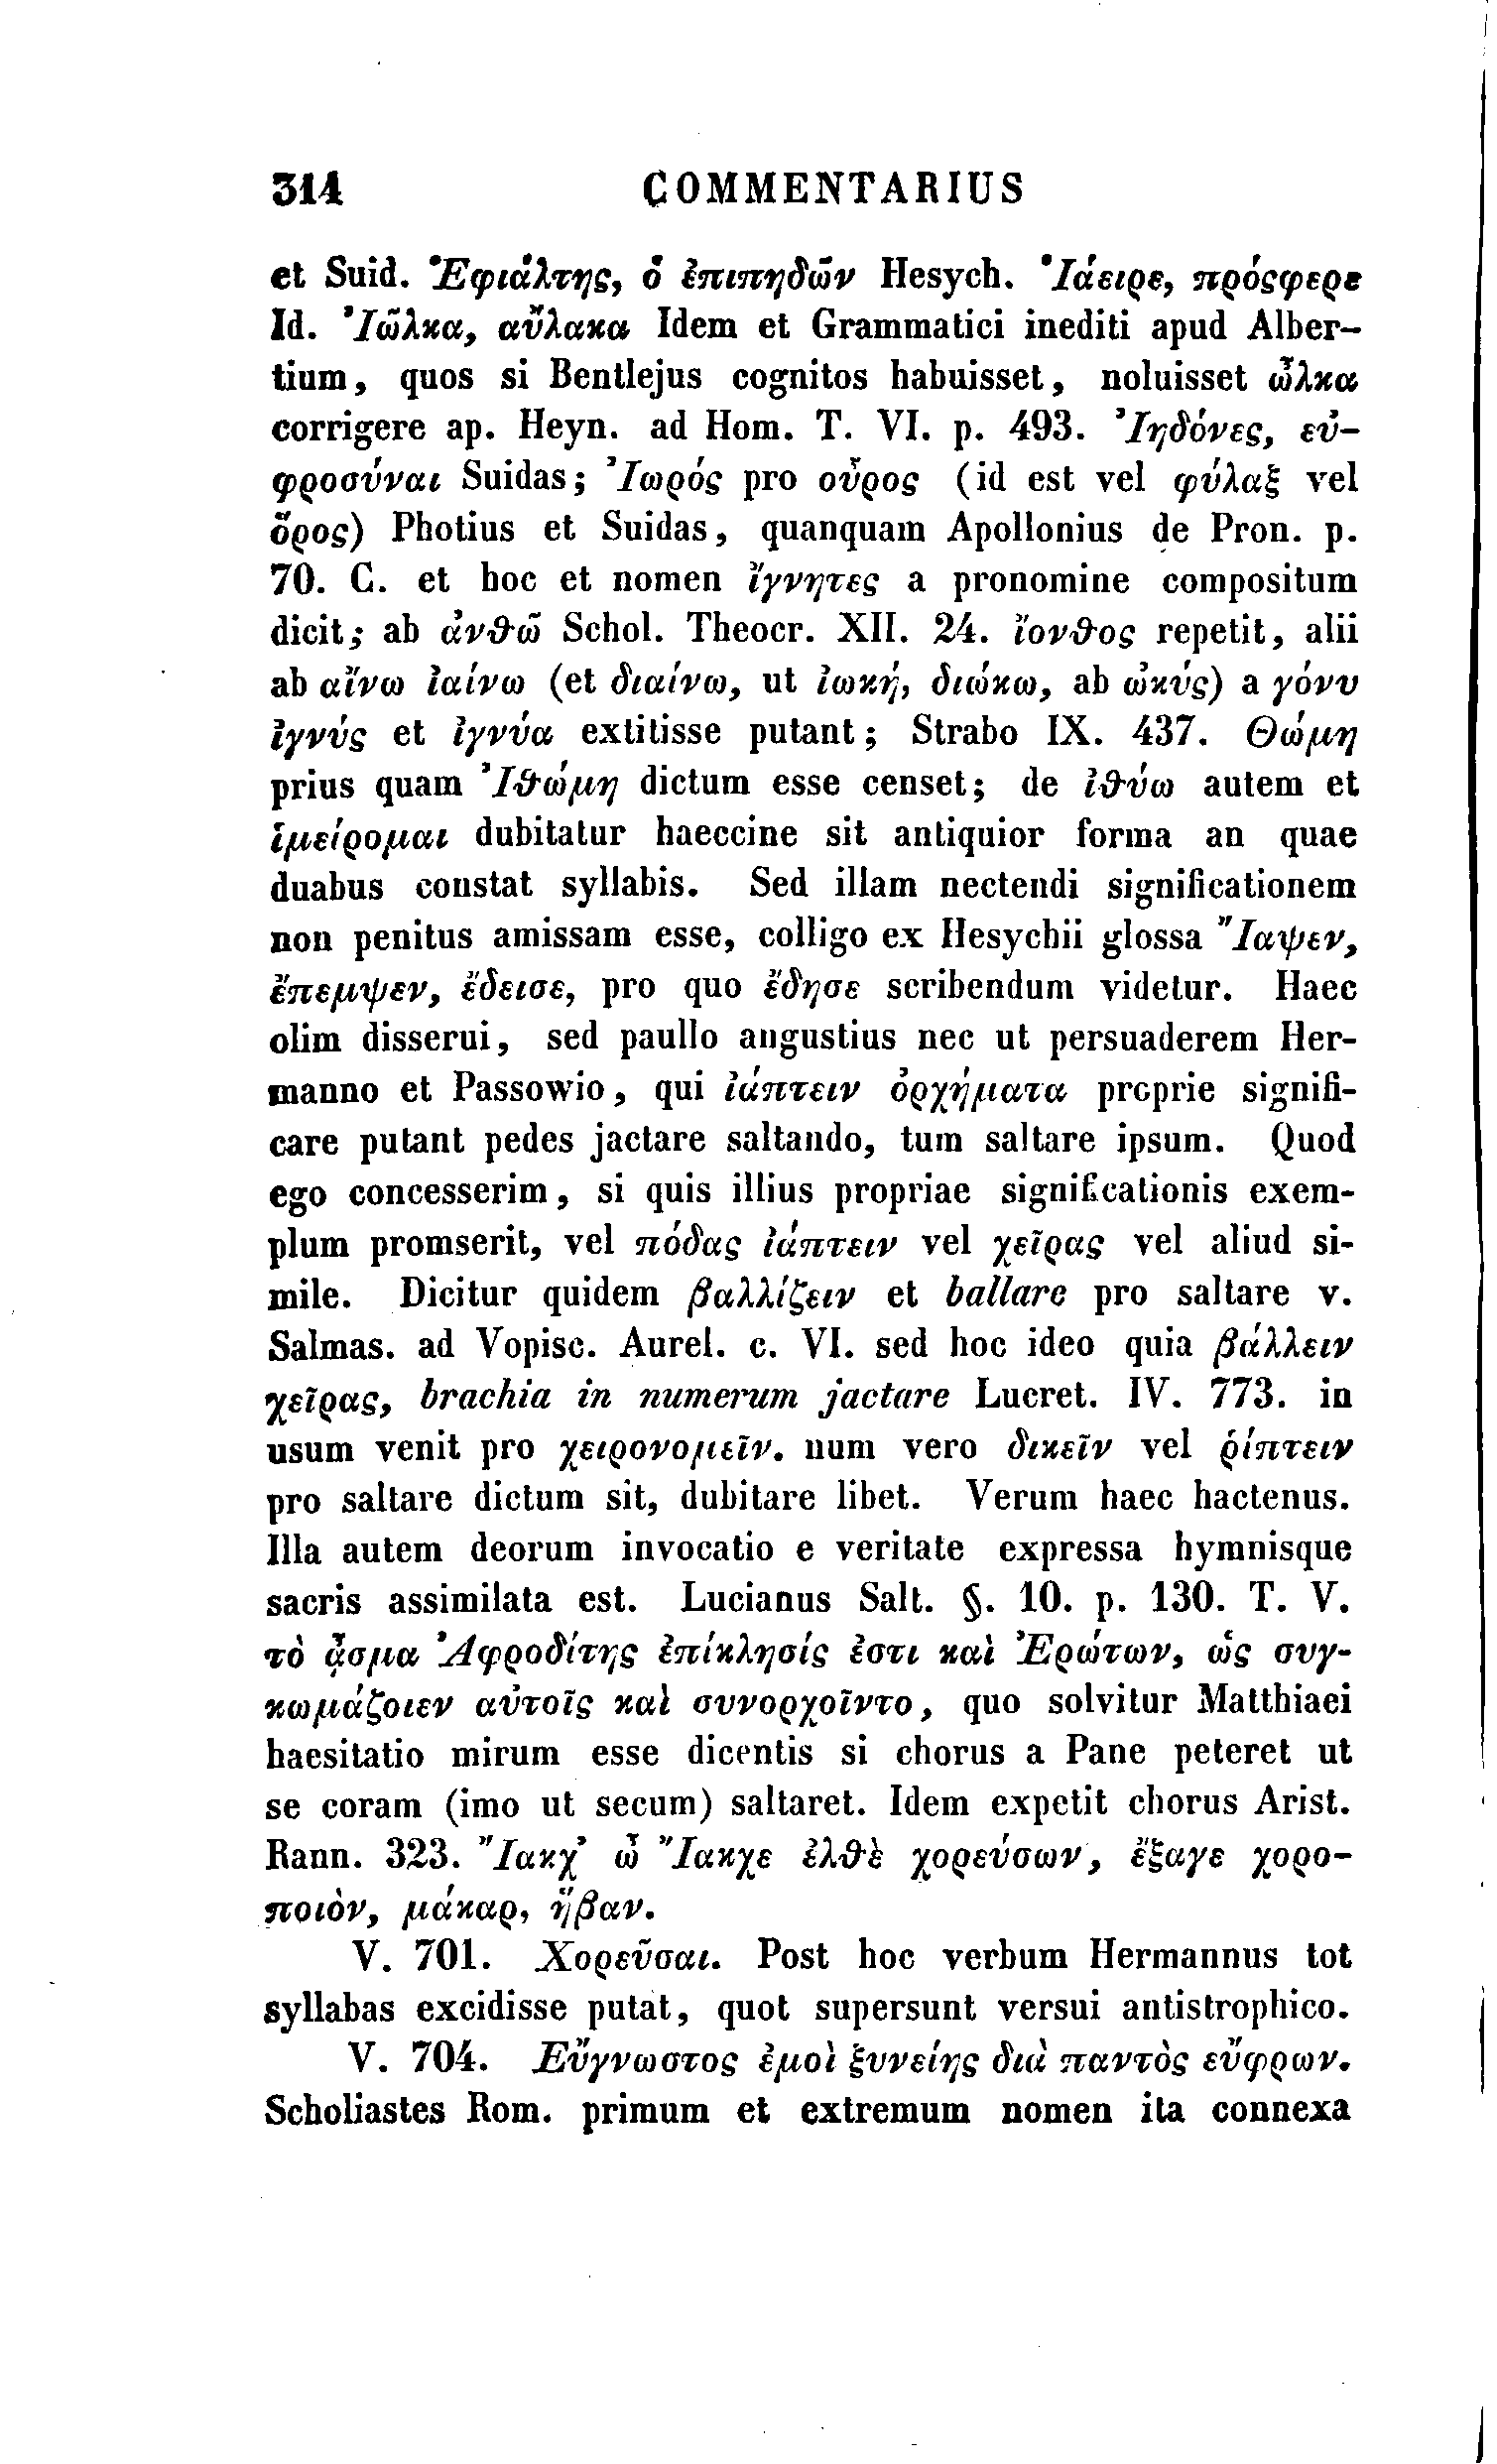 314 COMMENTARIUS
et Suid. Ἐφιάλτης, ὁ ἐπιπηδῶν Hesych. Ἰάειρε, πρόςφερε
Id. Ἰῶλκα, αὔλακα Idem et Grammatici inediti apud Alber-
tium, quos si Bentlejus cognitos habuisset, noluisset ὦλκα
corrigere ap. Heyn. ad Hom. T. VI. p. 493. Ἰηδόνες, εὐ-
φροσύναι Suidas; Ἰωρός pro οὖρος (id est vel φύλαξ vel
ὅρος) Photius et Suidas, quanquam Apollonius de Pron. p.
70. C. et hoc et nomen ἴγνητες a pronomine compositum
dicit; ab ἀνθῶ Schol. Theocr. XII. 24. ἴονθος repetit, alii
ab αἴνω ἰαίνω (et διαίνω, ut ἰωκή, διώκω, ab ὠκύς) a γόνυ
ἰγνύς et ἰγνύα extitisse putant; Strabo IX. 437. Θώμη
prius quam Ἰθώμη dictum esse censet; de ἰθύω autem et
ἱμείρομαι dubitatur haeccine sit antiquior forma an quae
duabus constat syllabis. Sed illam nectendi significationem
non penitus amissam esse, colligo ex Hesychii glossa Ἴαψεν,
ἔπεμψεν, ἔδεισε, pro quo ἔδησε scribendum videtur. Haec
olim disserui, sed paullo angustius nec ut persuaderem Her-
manno et Passowio, qui ἰάπτειν ὀρχήματα proprie signifi-
care putant pedes jactare saltando, tum saltare ipsum. Quod
ego concesserim, si quis illius propriae significationis exem-
plum promserit, vel πόδας ἰάπτειν vel χεῖρας vel aliud si-
mile. Dicitur quidem βαλλίζειν et ballare pro saltare v.
Salmas. ad Vopisc. Aurel. c. VI. sed hoc ideo quia βάλλειν
χεῖρας, brachia in numerum jactare Lucret. IV. 773. in
usum venit pro χειρονομεῖν. num vero δικεῖν vel ῥίπτειν
pro saltare dictum sit, dubitare libet. Verum haec hactenus.
Illa autem deorum invocatio e veritate expressa hymnisque
sacris assimilata est. Lucianus Salt. §. 10. p. 130. T. V.
τὸ ᾆσμα Ἀφροδίτης ἐπίκλησίς ἐστι καὶ Ἐρώτων, ὡς συγ-
κωμάζοιεν αὐτοῖς καὶ συνορχοῖντο, quo solvitur Matthiaei
haesitatio mirum esse dicentis si chorus a Pane peteret ut
se coram (imo ut secum) saltaret. Idem expetit chorus Arist.
Rann. 323. Ἴακχ᾽ ὦ Ἴακχε ἐλθὲ χορεύσων, ἔξαγε χορο-
ποιὸν, μάκαρ, ἥβαν.
V. 701. Χορεῦσαι. Post hoc verbum Hermannus tot
syllabas excidisse putat, quot supersunt versui antistrophico.
V. 704. Εὔγνωστος ἐμοὶ ξυνείης διὰ παντὸς εὔφρων.
Scholiastes Rom. primum et extremum nomen ita connexa